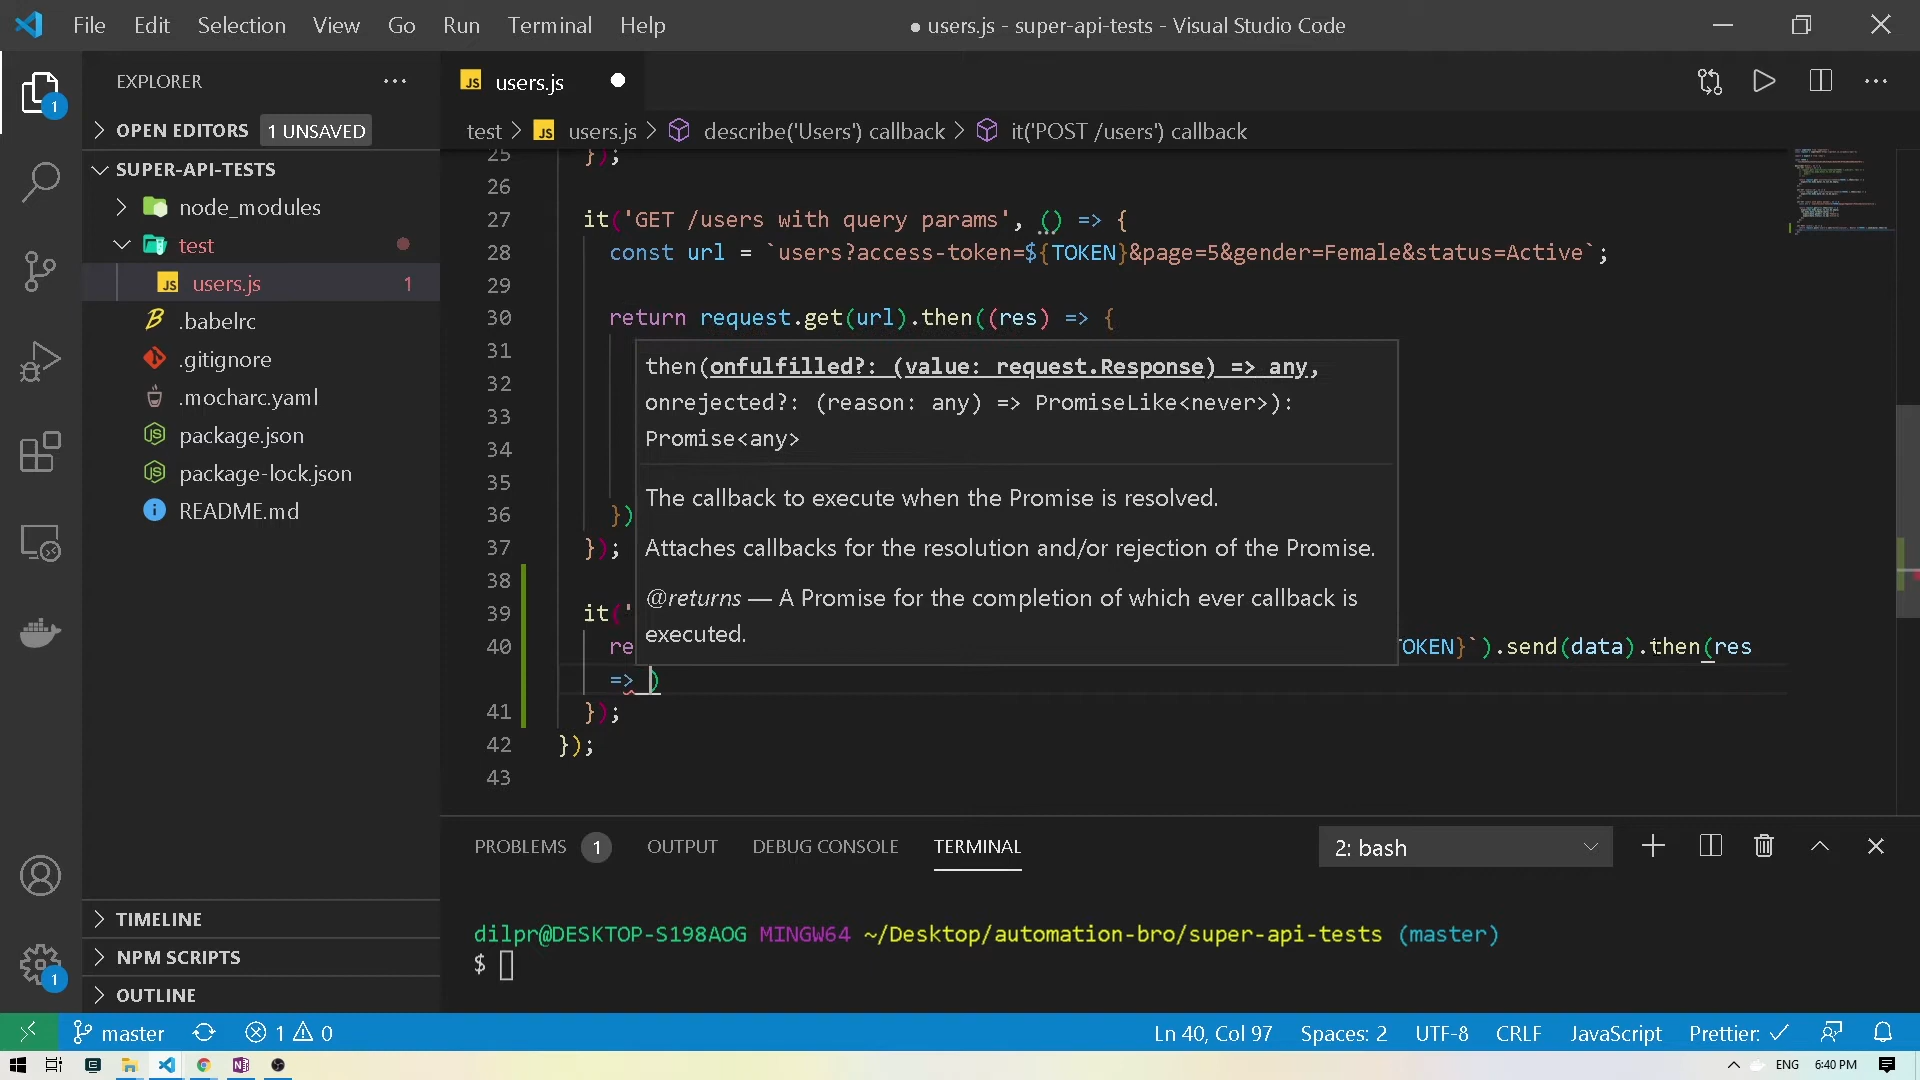 File Edit Selection View Go Run Terminal Help
● users.js - super-api-tests - Visual Studio Code
EXPLORER
OPEN EDITORS 1 UNSAVED
SUPER-API-TESTS
node_modules
test
users.js 1
.babelrc
.gitignore
.mocharc.yaml
package.json
package-lock.json
README.md
TIMELINE
NPM SCRIPTS
OUTLINE
1
1
JS users.js
test > JS users.js > describe('Users') callback > it('POST /users') callback
25 });
26
27 it('GET /users with query params', () => {
28 const url = `users?access-token=${TOKEN}&page=5&gender=Female&status=Active`;
29
30 return request.get(url).then((res) => {
31
32
33
34
35
36 })
37 });
38
39 it('
40 re OKEN}`).send(data).then(res
=> )
41 });
42 });
43
then(onfulfilled?: (value: request.Response) => any,
onrejected?: (reason: any) => PromiseLike<never>):
Promise<any>
The callback to execute when the Promise is resolved.
Attaches callbacks for the resolution and/or rejection of the Promise.
@returns — A Promise for the completion of which ever callback is
executed.
PROBLEMS 1 OUTPUT DEBUG CONSOLE TERMINAL 2: bash
dilpr@DESKTOP-S198AOG MINGW64 ~/Desktop/automation-bro/super-api-tests (master)
$
master 1 0 Ln 40, Col 97 Spaces: 2 UTF-8 CRLF JavaScript Prettier: ✓
ENG 6:40 PM